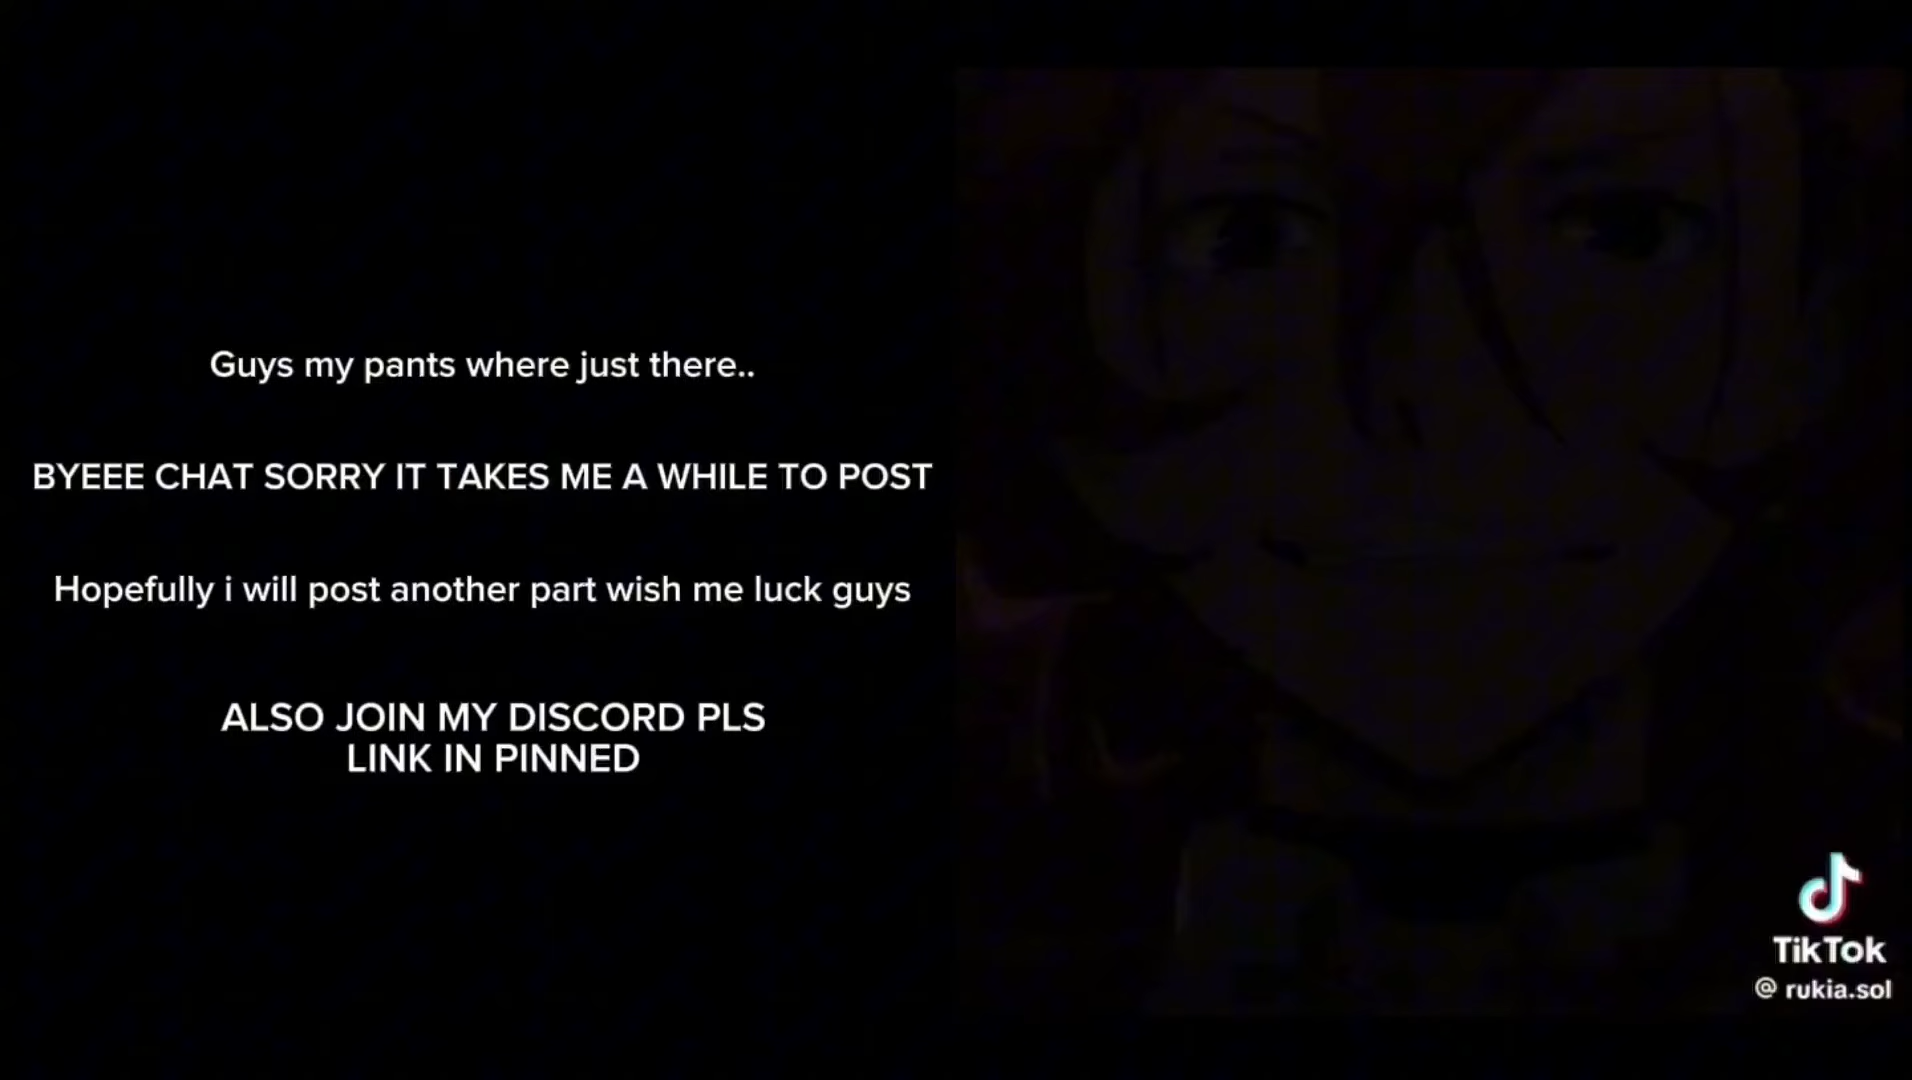 Guys my pants where just there..
BYEEE CHAT SORRY IT TAKES ME A WHILE TO POST
Hopefully i will post another part wish me luck guys
ALSO JOIN MY DISCORD PLS
LINK IN PINNED
TikTok
@ rukia.sol